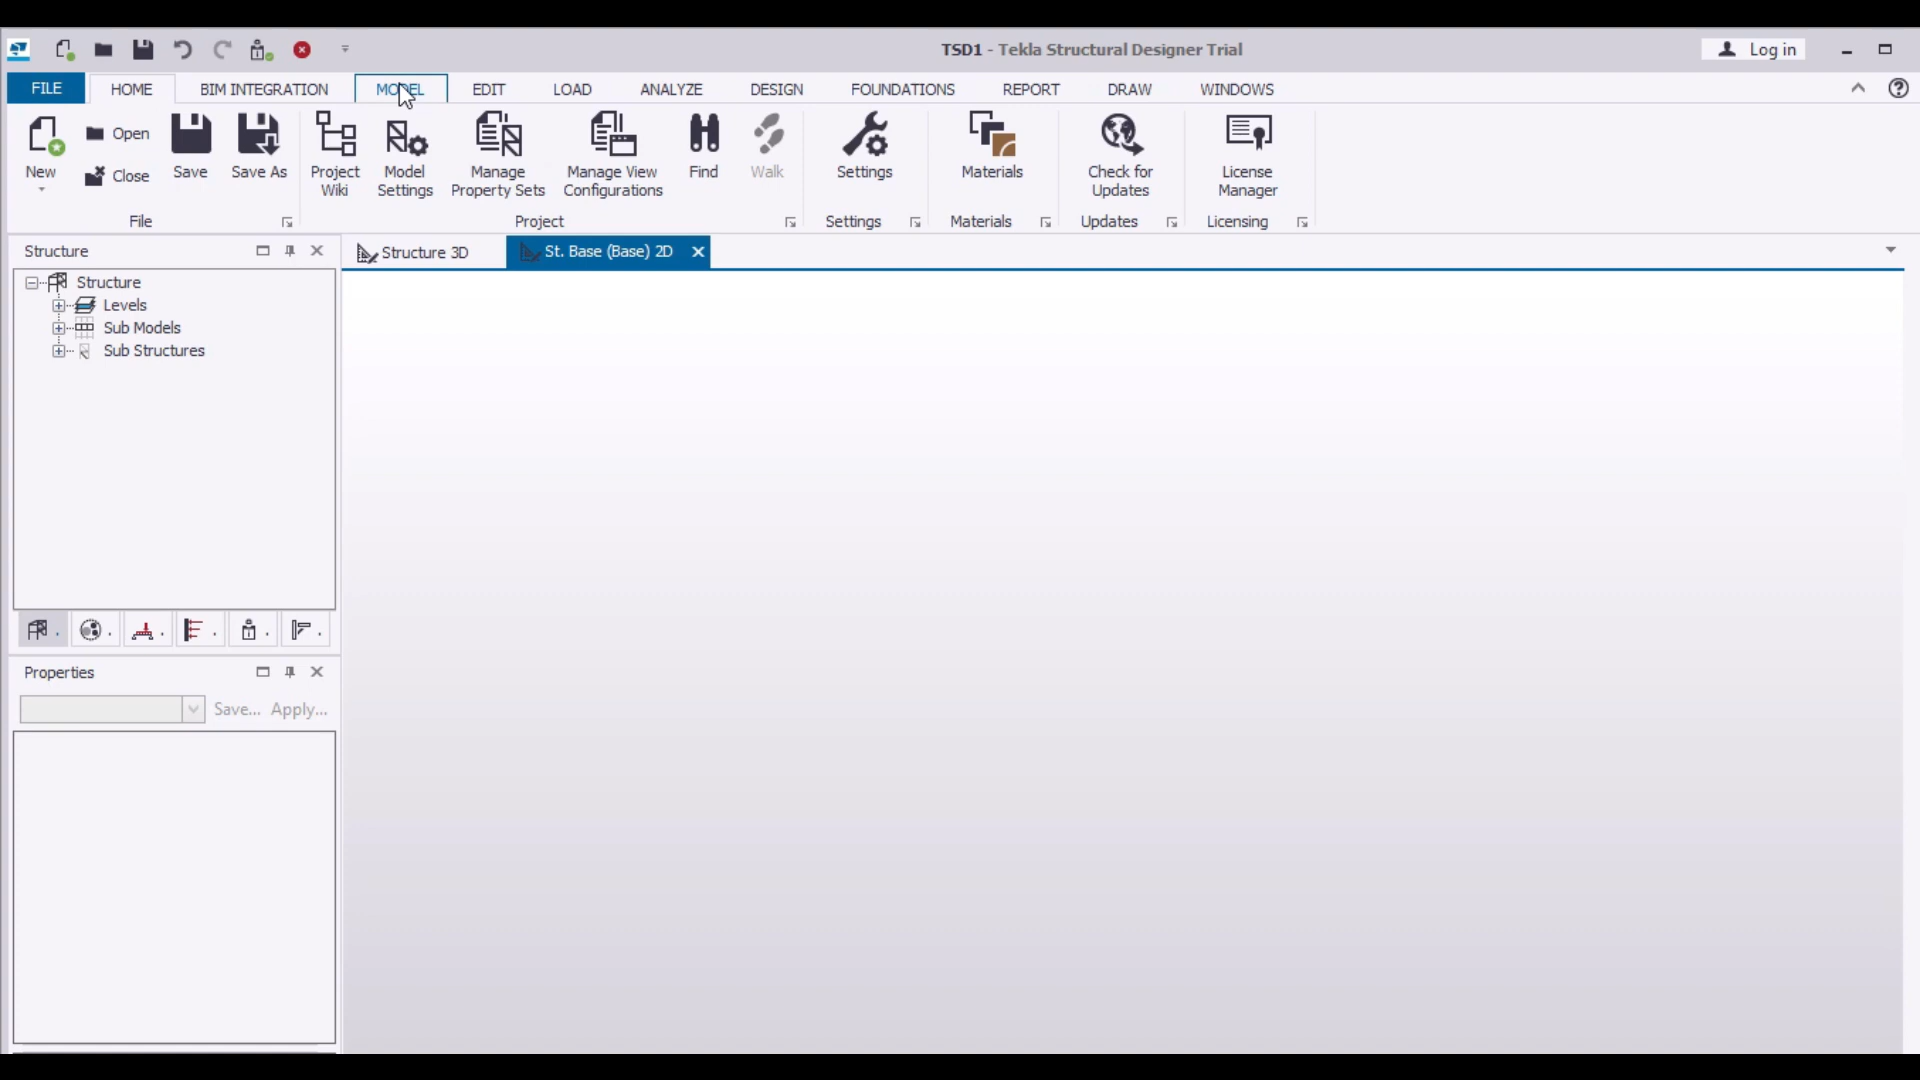 TSD1 - Tekla Structural Designer Trial
Log in
FILE HOME BIM INTEGRATION MODEL EDIT LOAD ANALYZE DESIGN FOUNDATIONS REPORT DRAW WINDOWS
New
Open
Close
Save
Save As
Project
Wiki
Model
Settings
Manage
Property Sets
Manage View
Configurations
Find
Walk
Settings
Materials
Check for
Updates
License
Manager
File
Project
Settings
Materials
Updates
Licensing
Structure
Structure 3D
St. Base (Base) 2D
Structure
Levels
Sub Models
Sub Structures
Properties
Save... Apply...